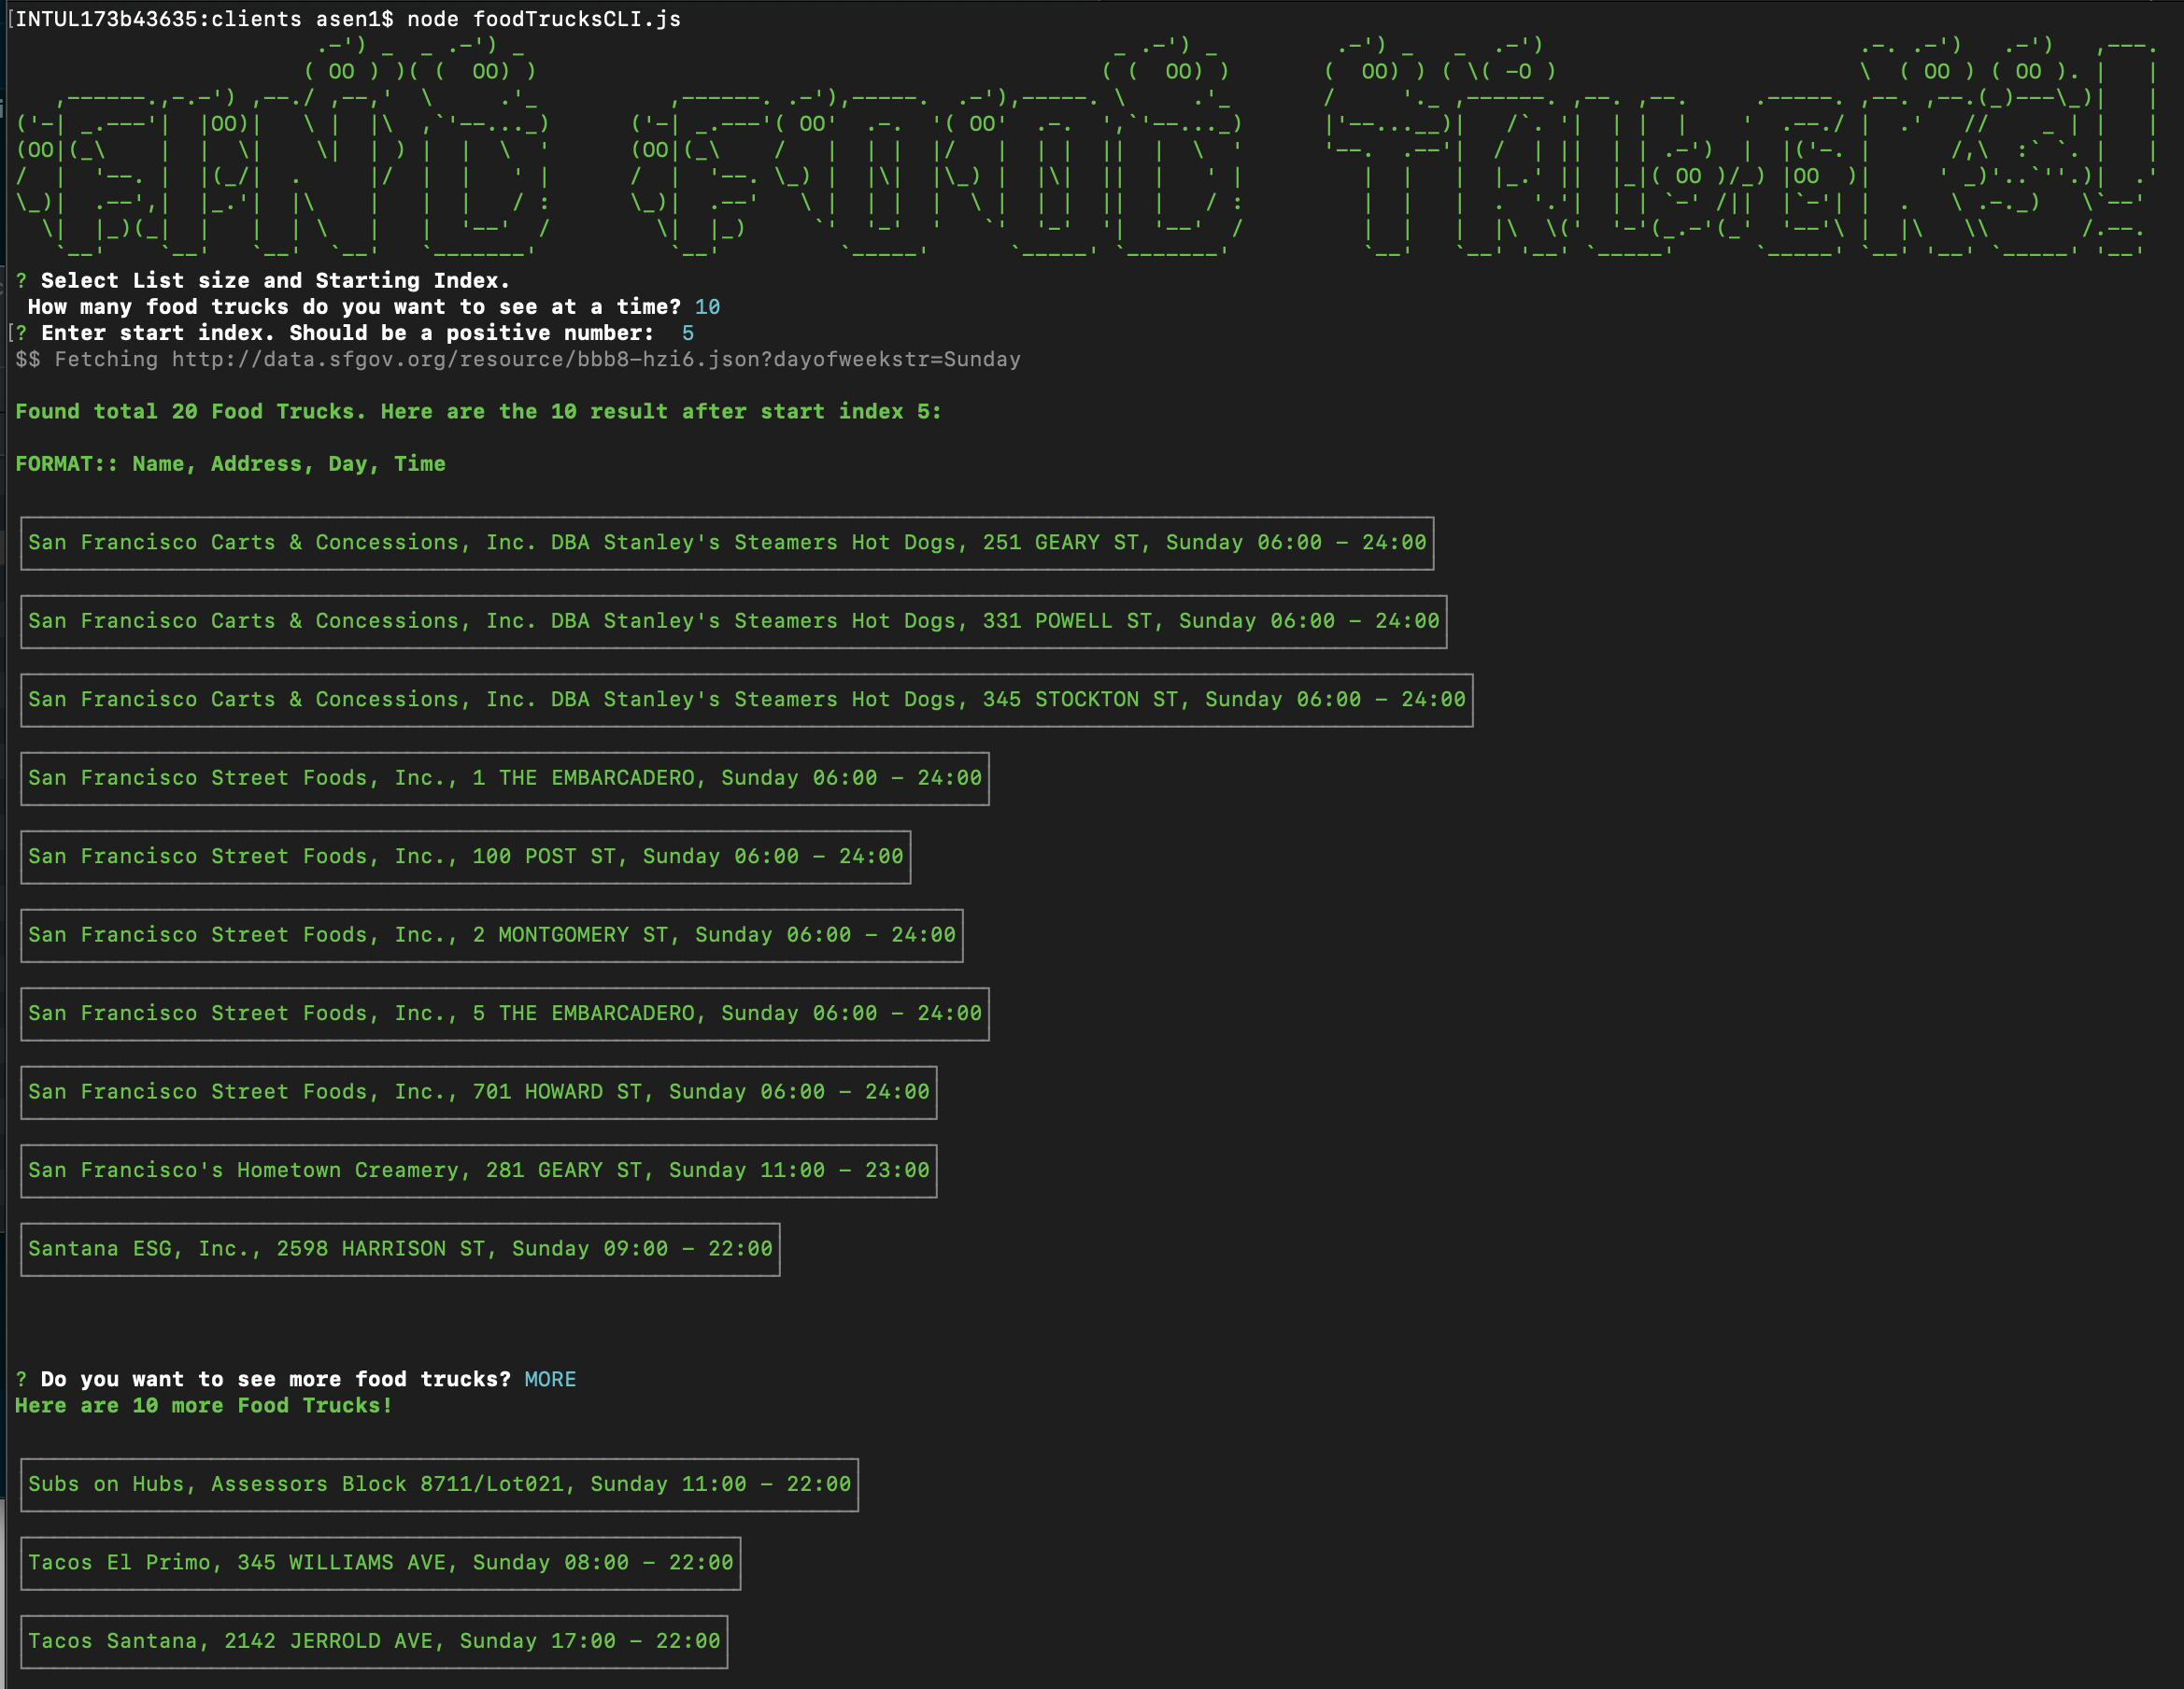 INTUL173b43635:clients asen1$ node foodTrucksCLI.js
FIND FOOD TRUCKS!
? Select List size and Starting Index.
How many food trucks do you want to see at a time? 10
? Enter start index. Should be a positive number:  5
$$ Fetching http://data.sfgov.org/resource/bbb8-hzi6.json?dayofweekstr=Sunday
Found total 20 Food Trucks. Here are the 10 result after start index 5:
FORMAT:: Name, Address, Day, Time
San Francisco Carts & Concessions, Inc. DBA Stanley's Steamers Hot Dogs, 251 GEARY ST, Sunday 06:00 – 24:00
San Francisco Carts & Concessions, Inc. DBA Stanley's Steamers Hot Dogs, 331 POWELL ST, Sunday 06:00 – 24:00
San Francisco Carts & Concessions, Inc. DBA Stanley's Steamers Hot Dogs, 345 STOCKTON ST, Sunday 06:00 – 24:00
San Francisco Street Foods, Inc., 1 THE EMBARCADERO, Sunday 06:00 – 24:00
San Francisco Street Foods, Inc., 100 POST ST, Sunday 06:00 – 24:00
San Francisco Street Foods, Inc., 2 MONTGOMERY ST, Sunday 06:00 – 24:00
San Francisco Street Foods, Inc., 5 THE EMBARCADERO, Sunday 06:00 – 24:00
San Francisco Street Foods, Inc., 701 HOWARD ST, Sunday 06:00 – 24:00
San Francisco's Hometown Creamery, 281 GEARY ST, Sunday 11:00 – 23:00
Santana ESG, Inc., 2598 HARRISON ST, Sunday 09:00 – 22:00
? Do you want to see more food trucks? MORE
Here are 10 more Food Trucks!
Subs on Hubs, Assessors Block 8711/Lot021, Sunday 11:00 – 22:00
Tacos El Primo, 345 WILLIAMS AVE, Sunday 08:00 – 22:00
Tacos Santana, 2142 JERROLD AVE, Sunday 17:00 – 22:00